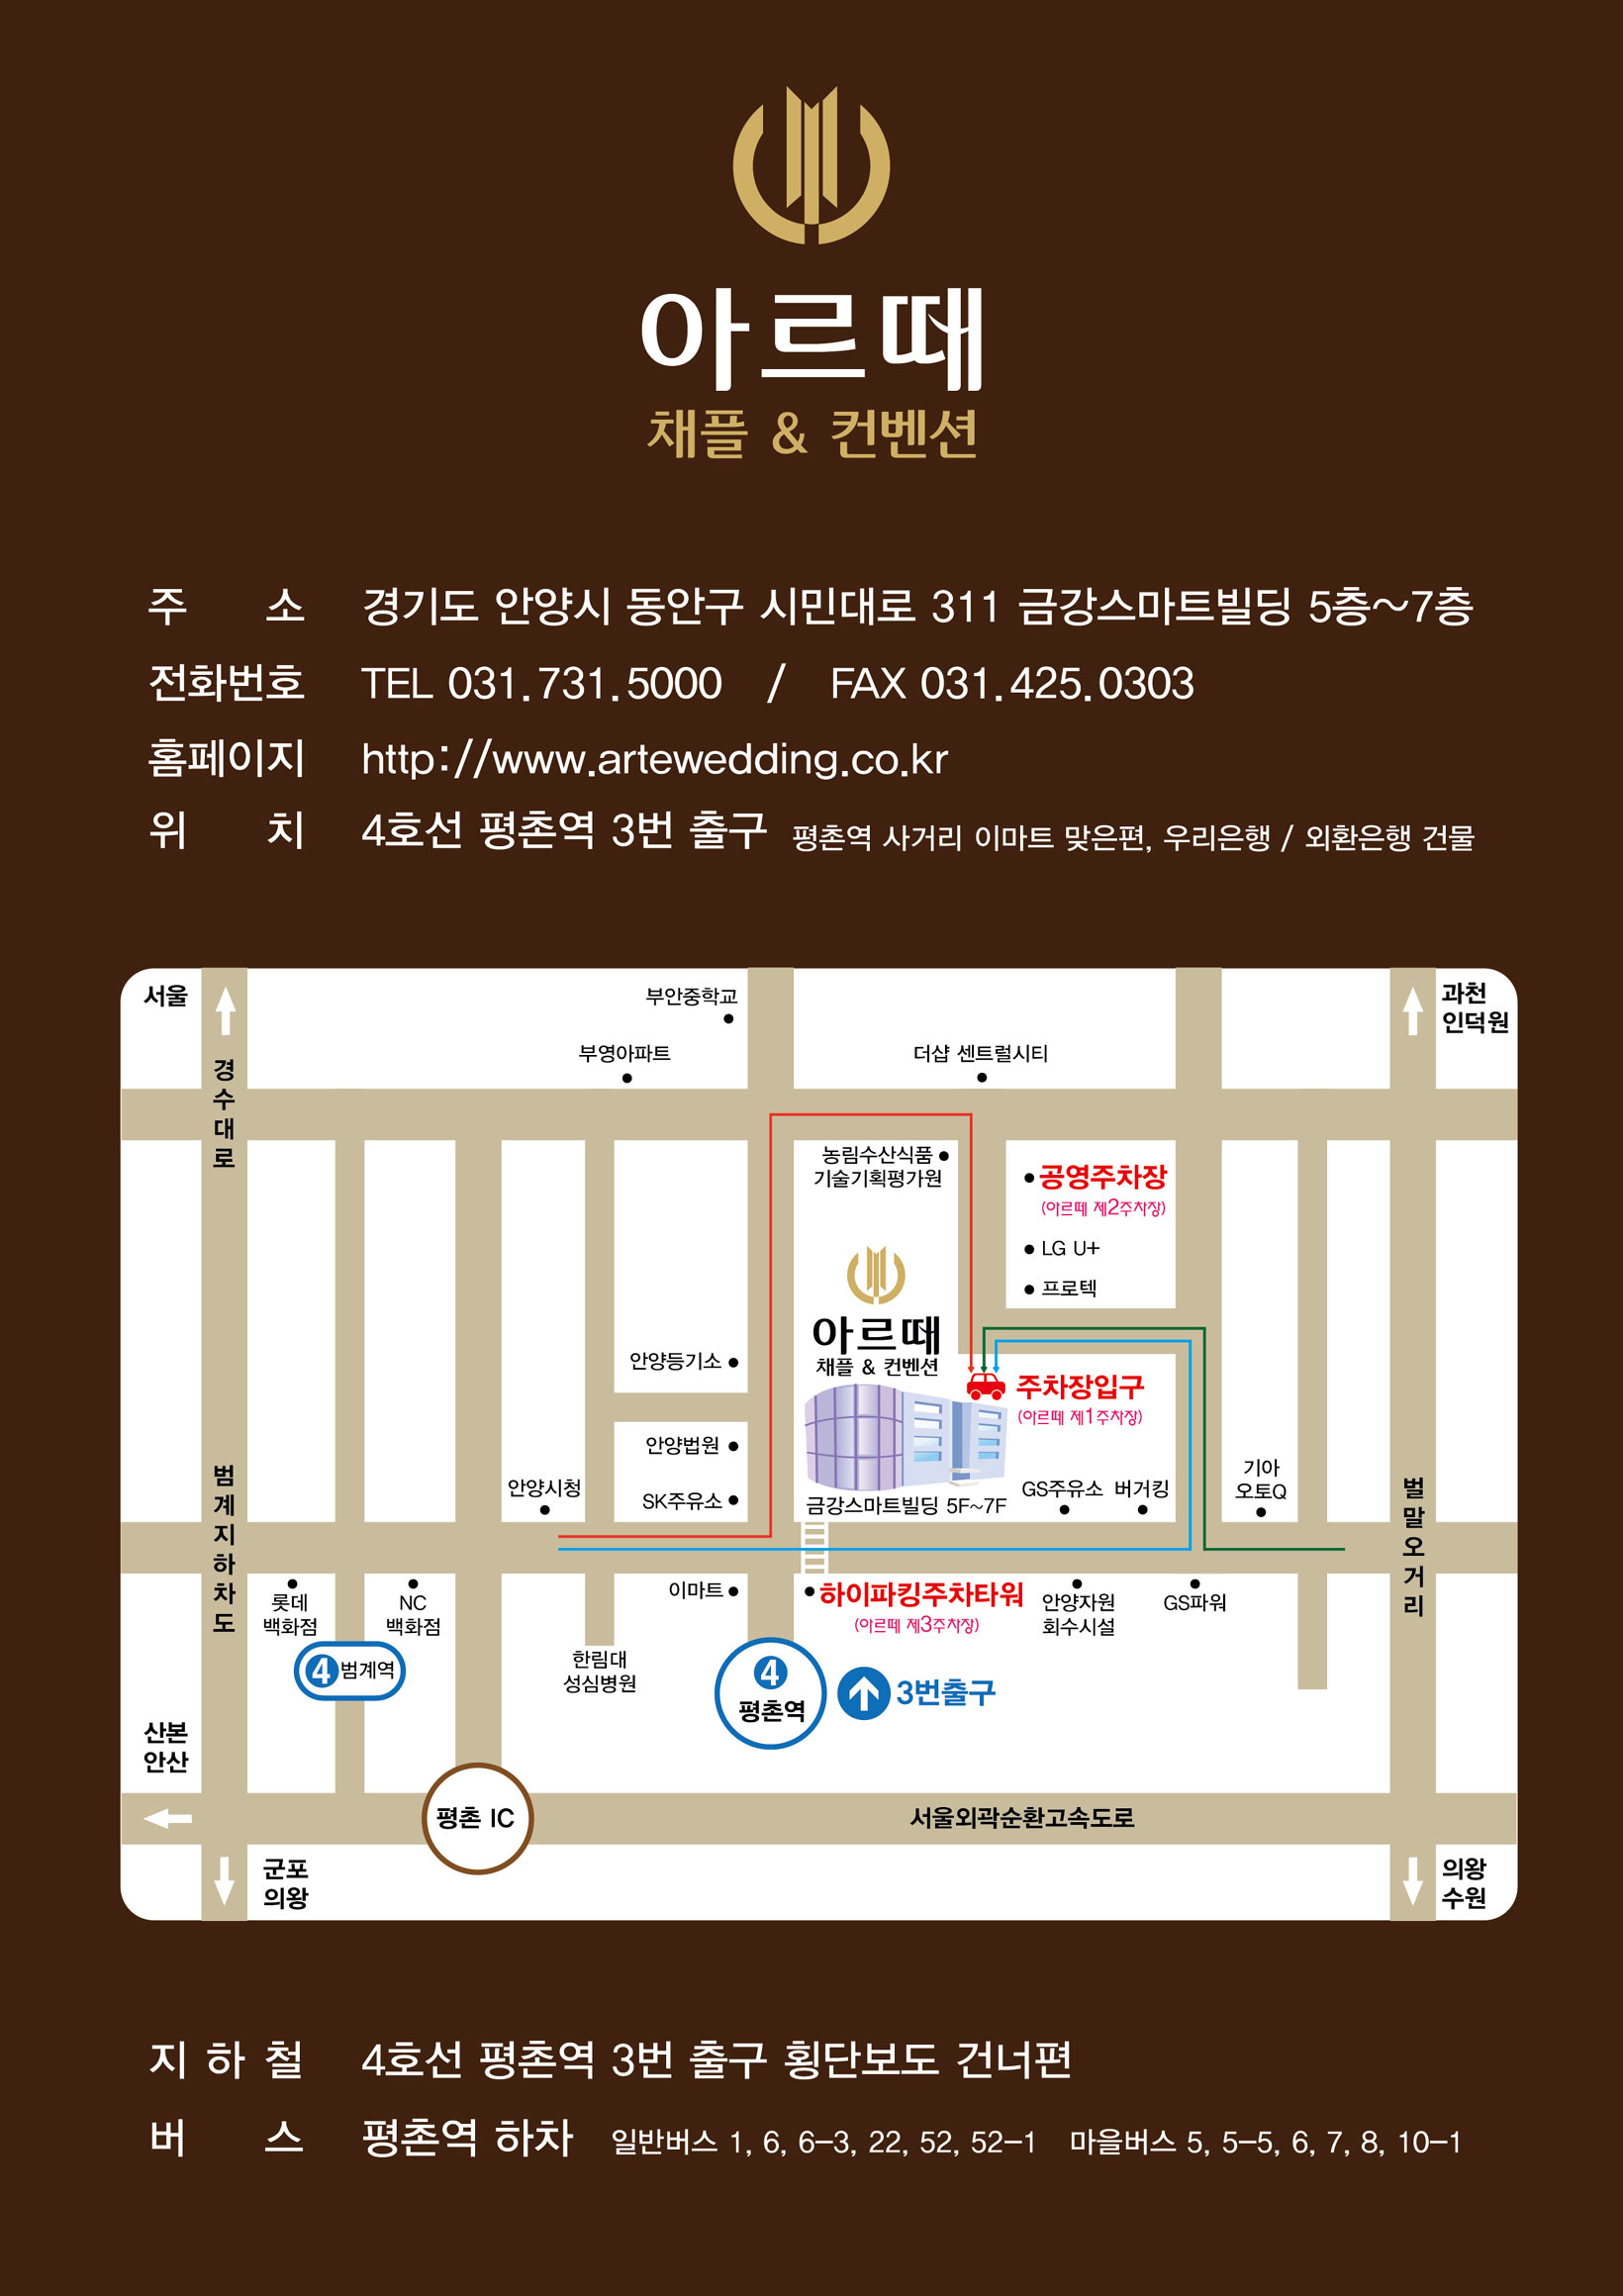 아르떼
채플 & 컨벤션
주 소 경기도 안양시 동안구 시민대로 311 금강스마트빌딩 5층~7층
전화번호 TEL 031.731.5000 / FAX 031.425.0303
홈페이지 http://www.artewedding.co.kr
위 치 4호선 평촌역 3번 출구 평촌역 사거리 이마트 맞은편, 우리은행 / 외환은행 건물
서울
경수대로
부안중학교
부영아파트
더샵 센트럴시티
과천
인덕원
농림수산식품
기술기획평가원
공영주차장
(아르떼 제2주차장)
LG U+
프로텍
아르떼
채플 & 컨벤션
안양등기소
주차장입구
(아르떼 제1주차장)
안양법원
SK주유소
안양시청
금강스마트빌딩 5F~7F
GS주유소
버거킹
기아
오토Q
범계지하차도
벌말오거리
롯데
백화점
NC
백화점
이마트
하이파킹주차타워
(아르떼 제3주차장)
안양자원
회수시설
GS파워
4 범계역
한림대
성심병원
4
평촌역
3번출구
산본
안산
평촌 IC
서울외곽순환고속도로
군포
의왕
의왕
수원
지 하 철 4호선 평촌역 3번 출구 횡단보도 건너편
버 스 평촌역 하차 일반버스 1, 6, 6-3, 22, 52, 52-1 마을버스 5, 5-5, 6, 7, 8, 10-1